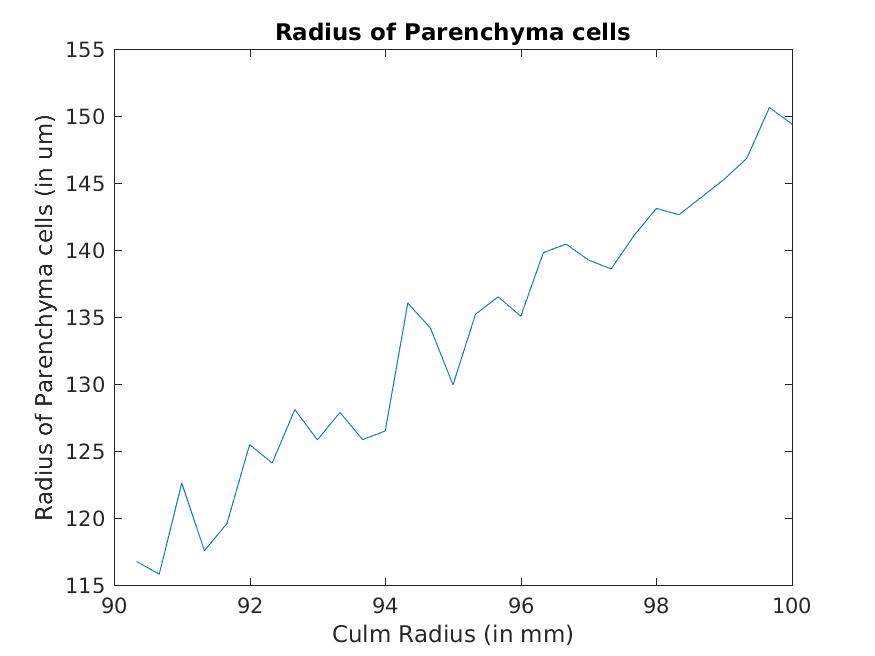 Radius of Parenchyma cells
155
150
145
140
135
130
125
120
115
Radius of Parenchyma cells (in um)
90 92 94 96 98 100
Culm Radius (in mm)